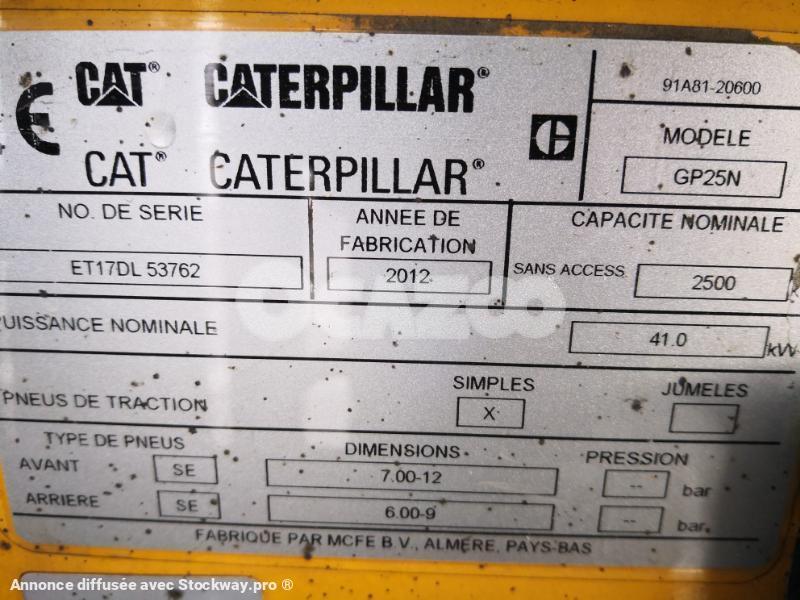 CAT® CATERPILLAR®
CAT® CATERPILLAR®
91A81-20600
MODELE
GP25N
NO. DE SERIE
ET17DL 53762
ANNEE DE
FABRICATION
2012
CAPACITE NOMINALE
SANS ACCESS
2500
UISSANCE NOMINALE
41.0
kW
PNEUS DE TRACTION
SIMPLES
X
JUMELES
TYPE DE PNEUS
DIMENSIONS
PRESSION
AVANT
SE
7.00-12
--
bar
ARRIERE
SE
6.00-9
--
bar
FABRIQUE PAR MCFE B.V., ALMERE, PAYS-BAS
OCAZOO
Annonce diffusée avec Stockway.pro ®